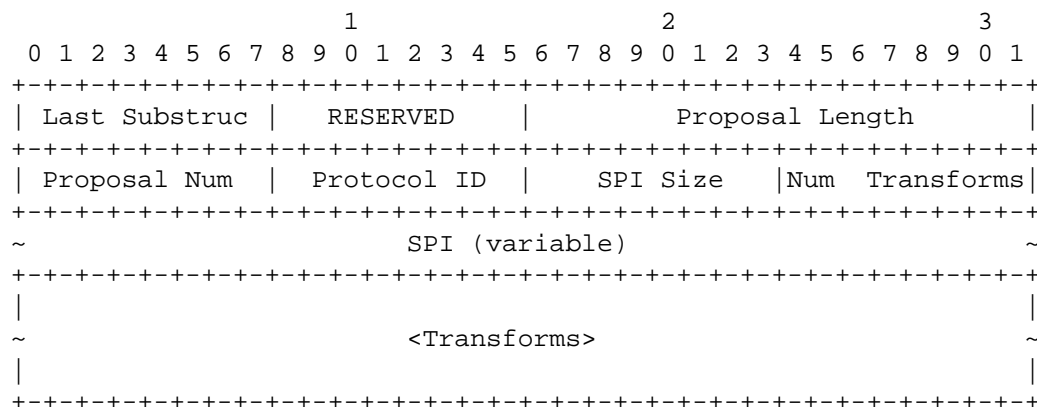 1                   2                   3
 0 1 2 3 4 5 6 7 8 9 0 1 2 3 4 5 6 7 8 9 0 1 2 3 4 5 6 7 8 9 0 1
+-+-+-+-+-+-+-+-+-+-+-+-+-+-+-+-+-+-+-+-+-+-+-+-+-+-+-+-+-+-+-+-+
| Last Substruc |   RESERVED    |         Proposal Length       |
+-+-+-+-+-+-+-+-+-+-+-+-+-+-+-+-+-+-+-+-+-+-+-+-+-+-+-+-+-+-+-+-+
| Proposal Num  |  Protocol ID  |    SPI Size   |Num  Transforms|
+-+-+-+-+-+-+-+-+-+-+-+-+-+-+-+-+-+-+-+-+-+-+-+-+-+-+-+-+-+-+-+-+
~                        SPI (variable)                         ~
+-+-+-+-+-+-+-+-+-+-+-+-+-+-+-+-+-+-+-+-+-+-+-+-+-+-+-+-+-+-+-+-+
|                                                               |
~                        <Transforms>                           ~
|                                                               |
+-+-+-+-+-+-+-+-+-+-+-+-+-+-+-+-+-+-+-+-+-+-+-+-+-+-+-+-+-+-+-+-+